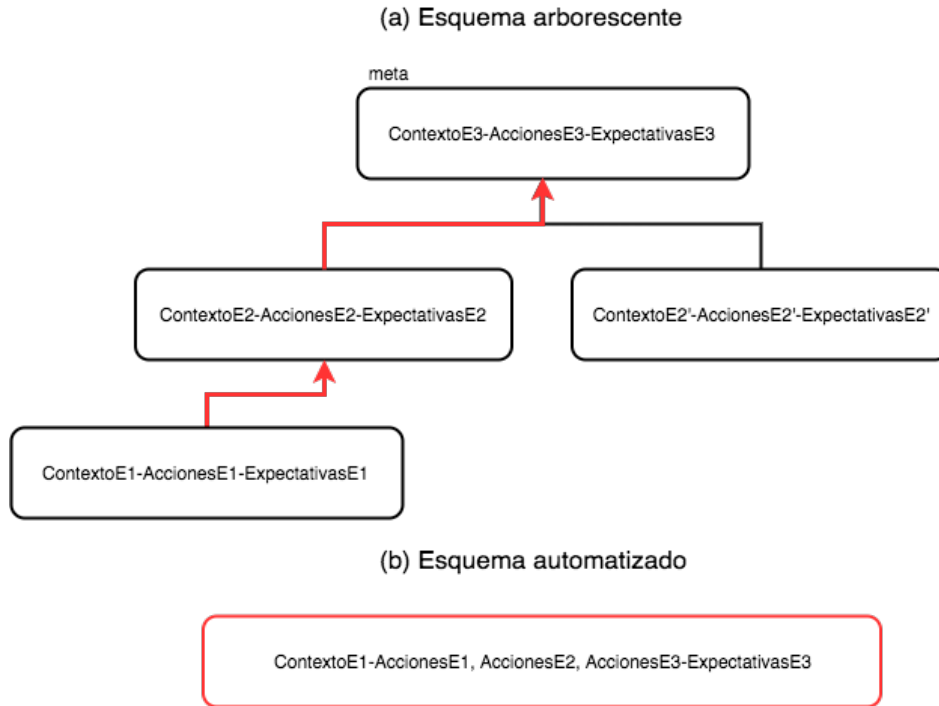 (a) Esquema arborescente
meta
ContextoE3-AccionesE3-ExpectativasE3
ContextoE2-AccionesE2-ExpectativasE2
ContextoE2'-AccionesE2'-ExpectativasE2'
ContextoE1-AccionesE1-ExpectativasE1
(b) Esquema automatizado
ContextoE1-AccionesE1, AccionesE2, AccionesE3-ExpectativasE3